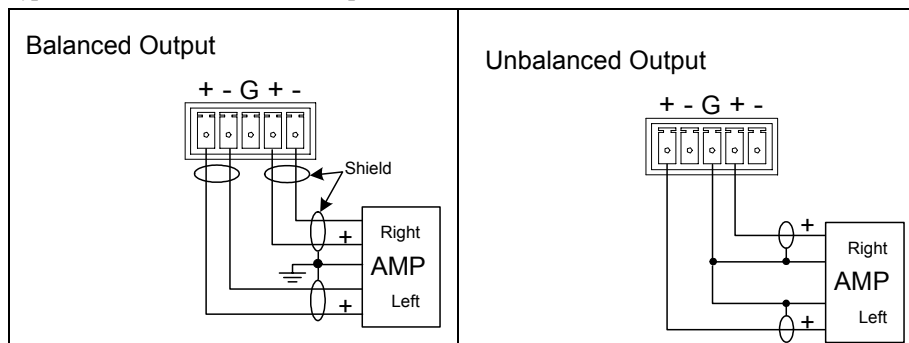 Balanced Output
+ - G + -
Shield
+
Right
AMP
+
Left
Unbalanced Output
+ - G + -
+
Right
AMP
+
Left